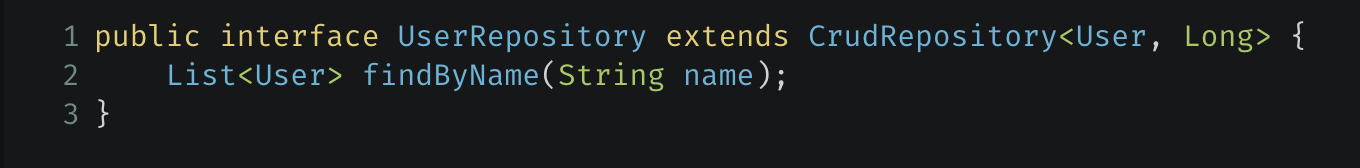 1 public interface UserRepository extends CrudRepository<User, Long> {
2     List<User> findByName(String name);
3 }